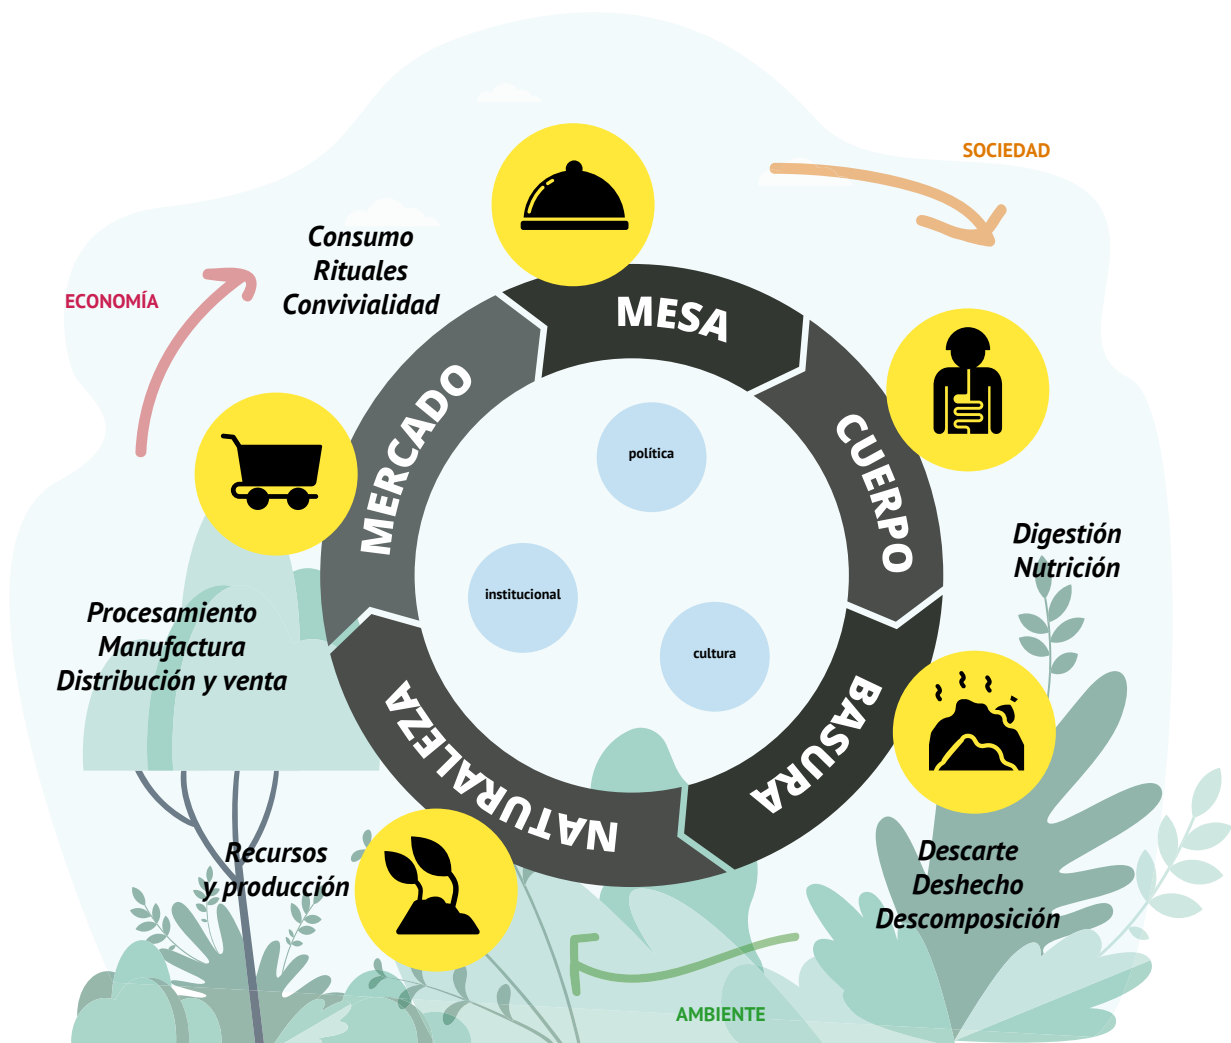 SOCIEDAD
Consumo
Rituales
Convivialidad
ECONOMÍA
MESA
MERCADO
CUERPO
política
Digestión
Nutrición
institucional
Procesamiento
Manufactura
Distribución y venta
cultura
NATURALEZA
BASURA
Recursos
y producción
Descarte
Deshecho
Descomposición
AMBIENTE